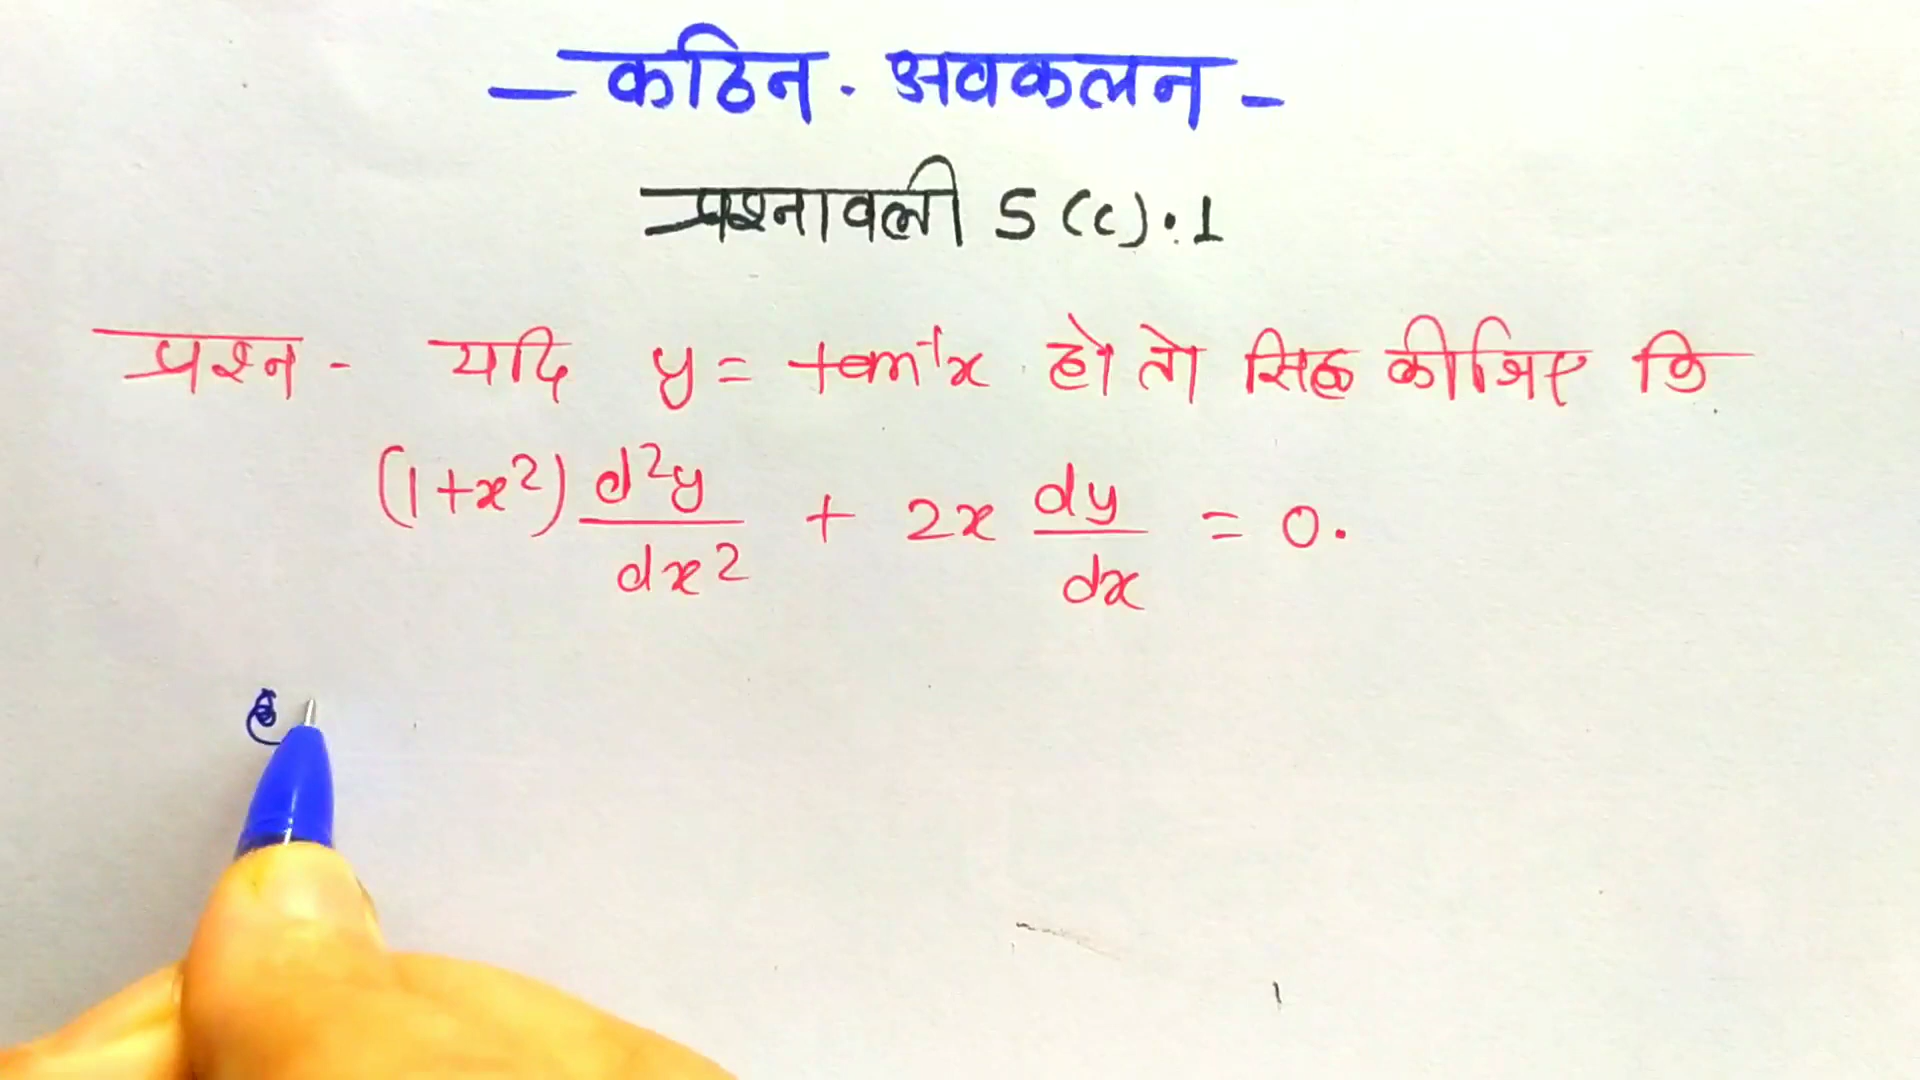 - कठिन. अवकलन -
प्रश्नावली 5 (c).1
प्रश्न - यदि y = tan⁻¹x हो तो सिद्ध कीजिए कि
(1+x²) d²y/dx² + 2x dy/dx = 0.